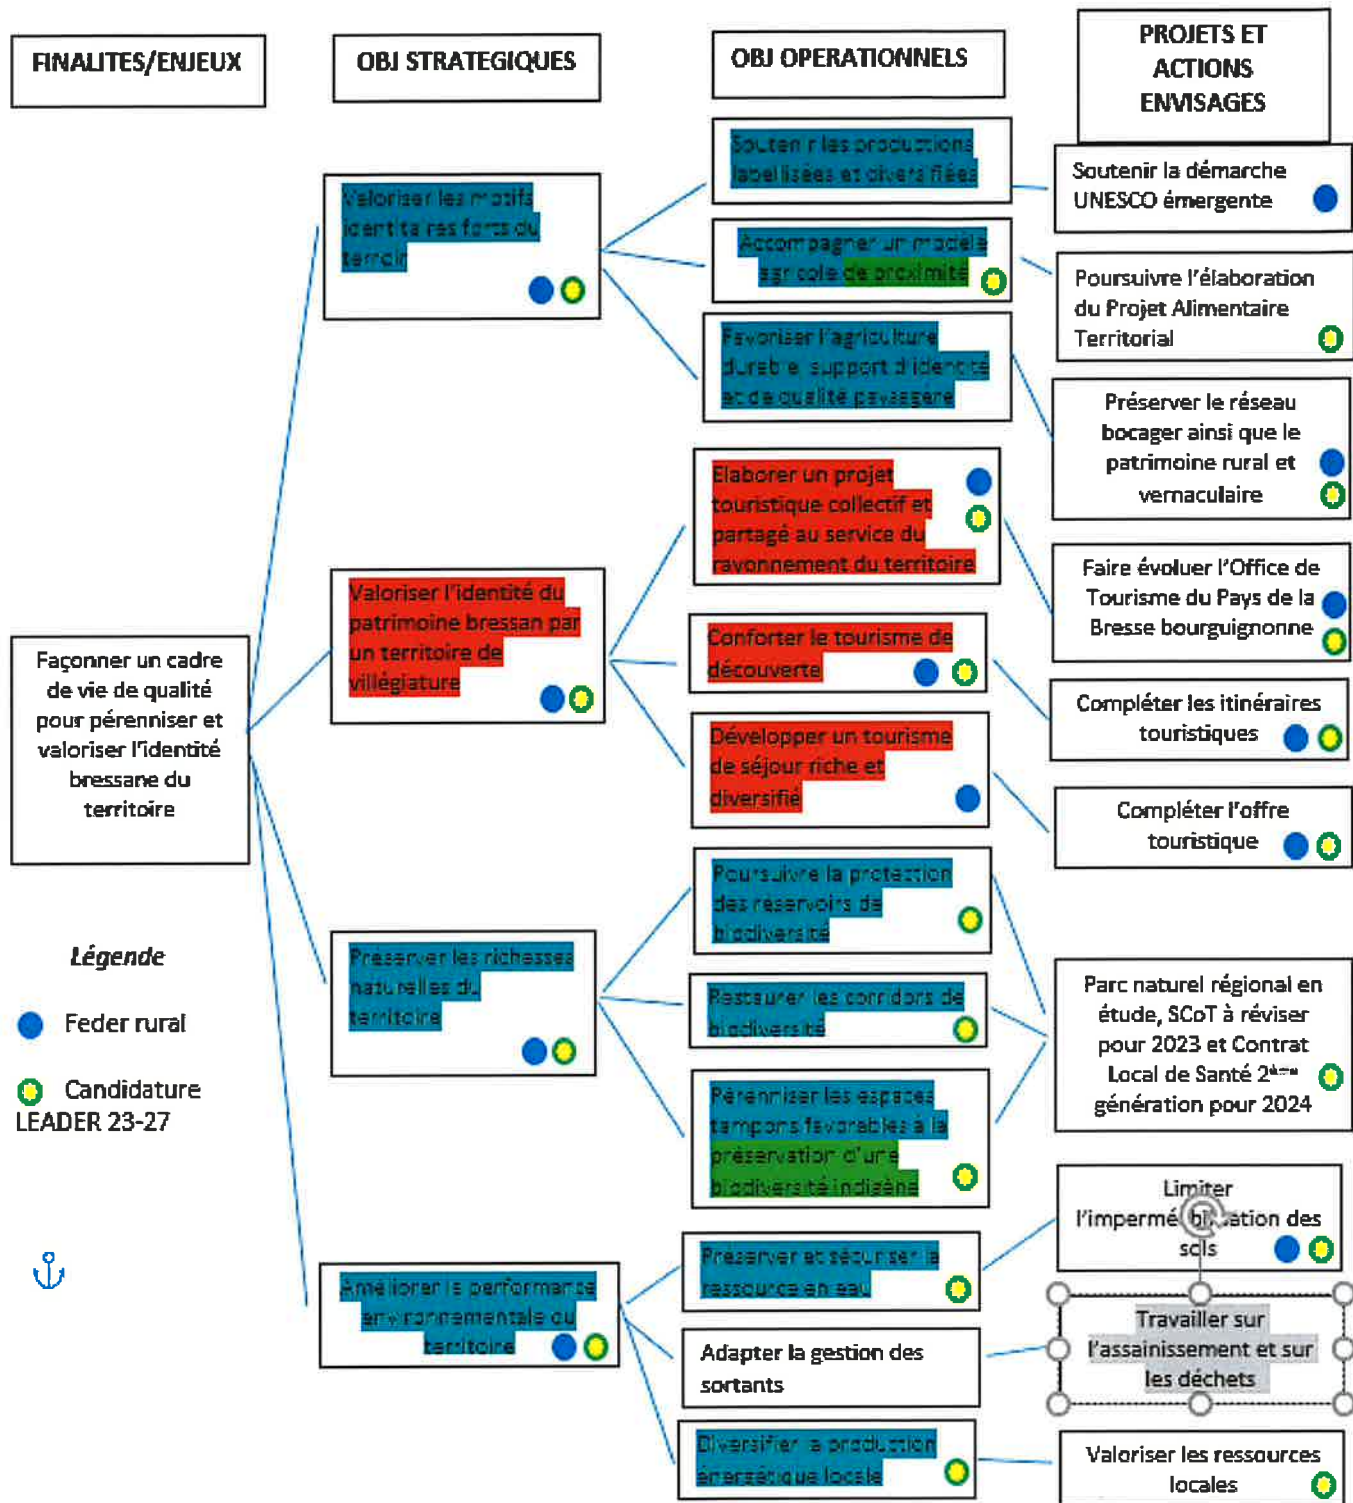 FINALITES/ENJEUX
OBJ STRATEGIQUES
OBJ OPERATIONNELS
PROJETS ET
ACTIONS
ENVISAGES
Façonner un cadre
de vie de qualité
pour pérenniser et
valoriser l'identité
bressane du
territoire
Valoriser les motifs
identitaires forts du
terroir
Soutenir les productions
labellisées et diversifiées
Accompagner un modèle
agricole de proximité
Favoriser l'agriculture
durable support d'identité
et de qualité paysagère
Soutenir la démarche
UNESCO émergente
Poursuivre l'élaboration
du Projet Alimentaire
Territorial
Préserver le réseau
bocager ainsi que le
patrimoine rural et
vernaculaire
Valoriser l'identité du
patrimoine bressan par
un territoire de
villégiature
Elaborer un projet
touristique collectif et
partagé au service du
rayonnement du territoire
Conforter le tourisme de
découverte
Développer un tourisme
de séjour riche et
diversifié
Faire évoluer l'Office de
Tourisme du Pays de la
Bresse bourguignonne
Compléter les itinéraires
touristiques
Compléter l'offre
touristique
Préserver les richesses
naturelles du
territoire
Poursuivre la protection
des réservoirs de
biodiversité
Restaurer les corridors de
biodiversité
Pérenniser les espaces
tampons favorables à la
préservation d'une
biodiversité indigène
Parc naturel régional en
étude, SCoT à réviser
pour 2023 et Contrat
Local de Santé 2ème
génération pour 2024
Améliorer la performance
environnementale du
territoire
Préserver et sécuriser la
ressource en eau
Adapter la gestion des
sortants
Diversifier la production
énergétique locale
Limiter
l'imperméabilisation des
sols
Travailler sur
l'assainissement et sur
les déchets
Valoriser les ressources
locales
Légende
Feder rural
Candidature
LEADER 23-27